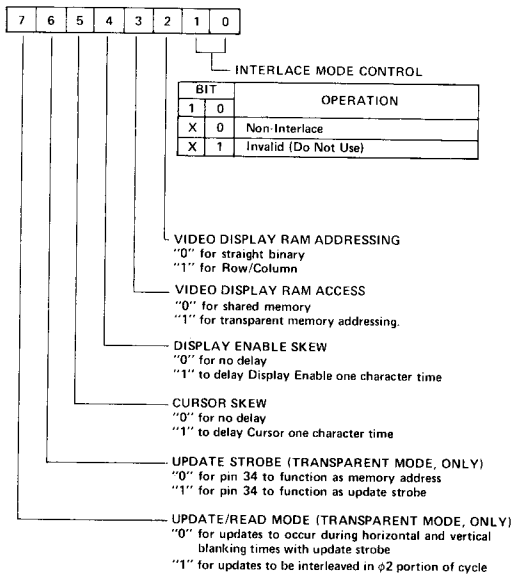 7 6 5 4 3 2 1 0
INTERLACE MODE CONTROL
BIT
OPERATION
1 0
X 0 Non-Interlace
X 1 Invalid (Do Not Use)
VIDEO DISPLAY RAM ADDRESSING
"0" for straight binary
"1" for Row/Column
VIDEO DISPLAY RAM ACCESS
"0" for shared memory
"1" for transparent memory addressing.
DISPLAY ENABLE SKEW
"0" for no delay
"1" to delay Display Enable one character time
CURSOR SKEW
"0" for no delay
"1" to delay Cursor one character time
UPDATE STROBE (TRANSPARENT MODE, ONLY)
"0" for pin 34 to function as memory address
"1" for pin 34 to function as update strobe
UPDATE/READ MODE (TRANSPARENT MODE, ONLY)
"0" for updates to occur during horizontal and vertical
blanking times with update strobe
"1" for updates to be interleaved in ϕ2 portion of cycle